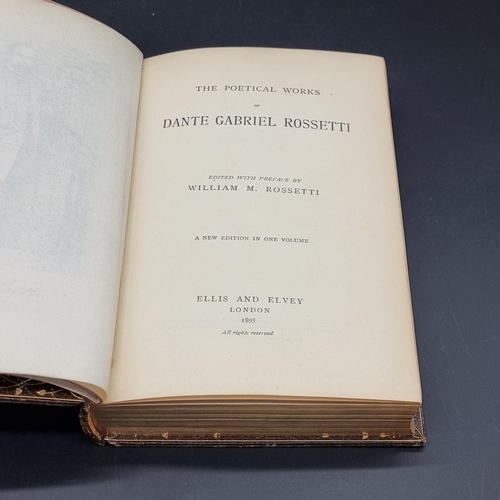 THE POETICAL WORKS
OF
DANTE GABRIEL ROSSETTI
EDITED WITH PREFACE BY
WILLIAM M. ROSSETTI
A NEW EDITION IN ONE VOLUME
ELLIS AND ELVEY
LONDON
1895
All rights reserved